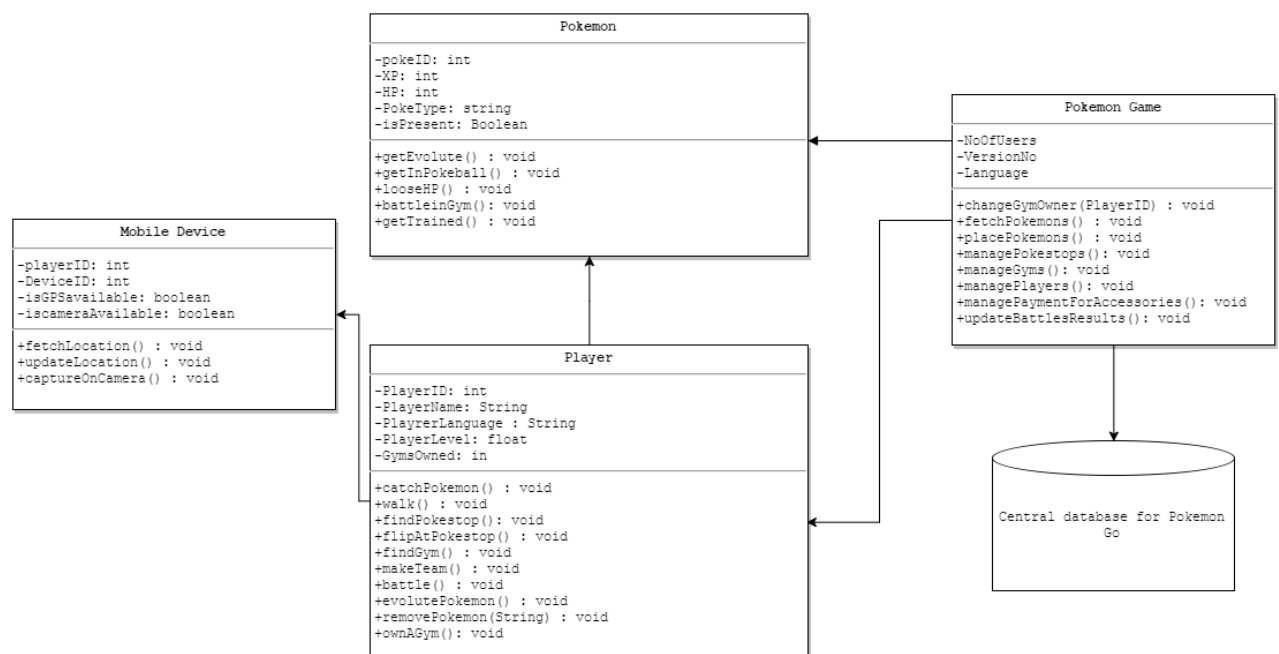 Pokemon
-pokeID: int
-XP: int
-HP: int
-PokeType: string
-isPresent: Boolean
+getEvolute() : void
+getInPokeball() : void
+looseHP() : void
+battleinGym(): void
+getTrained() : void
Pokemon Game
-NoOfUsers
-VersionNo
-Language
+changeGymOwner(PlayerID) : void
+fetchPokemons() : void
+placePokemons() : void
+managePokestops(): void
+manageGyms(): void
+managePlayers() : void
+managePaymentForAccessories(): void
+updateBattlesResults(): void
Mobile Device
-playerID: int
-DeviceID: int
-isGPSavailable: boolean
-iscameraAvailable: boolean
+fetchLocation() : void
+updateLocation() : void
+captureOnCamera() : void
Player
-PlayerID: int
-PlayerName: String
-PlayrerLanguage : String
-PlayerLevel: float
-GymsOwned: in
+catchPokemon() : void
+walk() : void
+findPokestop(): void
+flipAtPokestop() : void
+findGym() : void
+makeTeam() : void
+battle() : void
+evolutePokemon() : void
+removePokemon(String) : void
+ownAGym(): void
Central database for Pokemon
Go